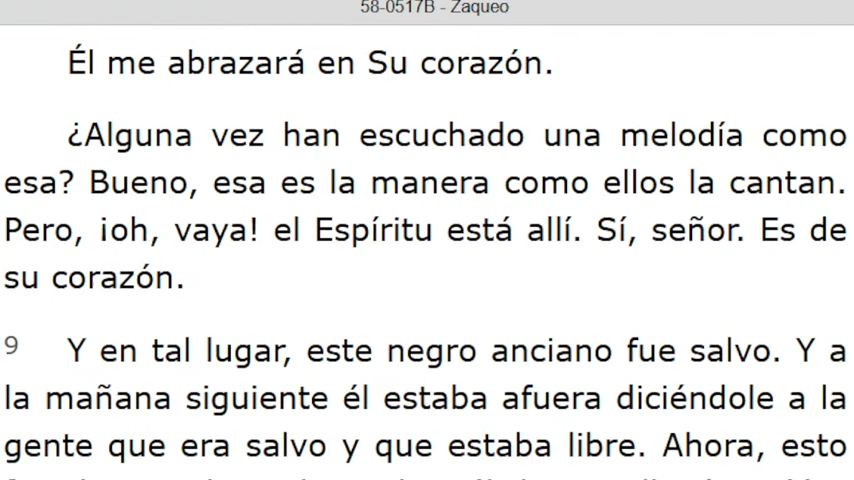 58-0517B - Zaqueo
Él me abrazará en Su corazón.
¿Alguna vez han escuchado una melodía como
esa? Bueno, esa es la manera como ellos la cantan.
Pero, ¡oh, vaya! el Espíritu está allí. Sí, señor. Es de
su corazón.
9 Y en tal lugar, este negro anciano fue salvo. Y a
la mañana siguiente él estaba afuera diciéndole a la
gente que era salvo y que estaba libre. Ahora, esto